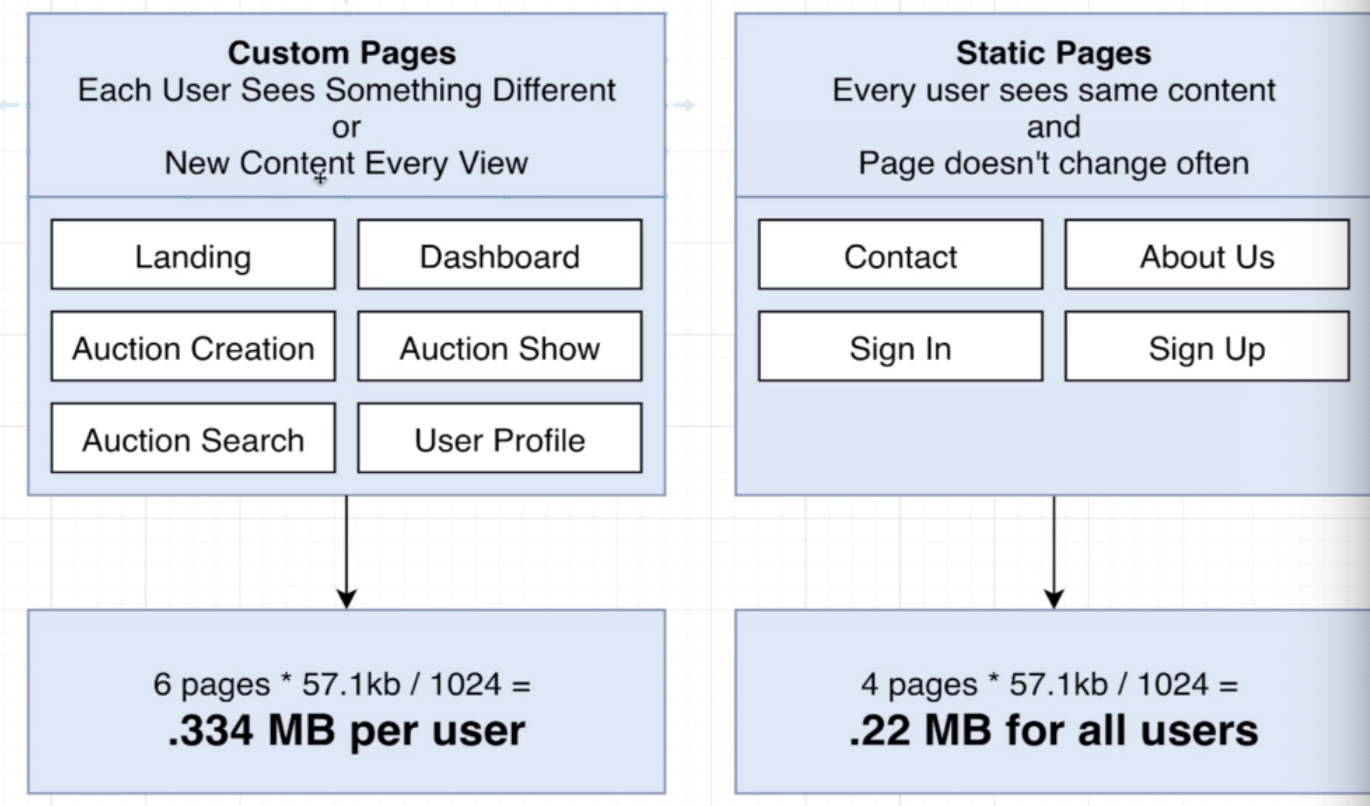 Custom Pages
Each User Sees Something Different
or
New Content Every View
Landing
Dashboard
Auction Creation
Auction Show
Auction Search
User Profile
6 pages * 57.1kb / 1024 =
.334 MB per user
Static Pages
Every user sees same content
and
Page doesn't change often
Contact
About Us
Sign In
Sign Up
4 pages * 57.1kb / 1024 =
.22 MB for all users